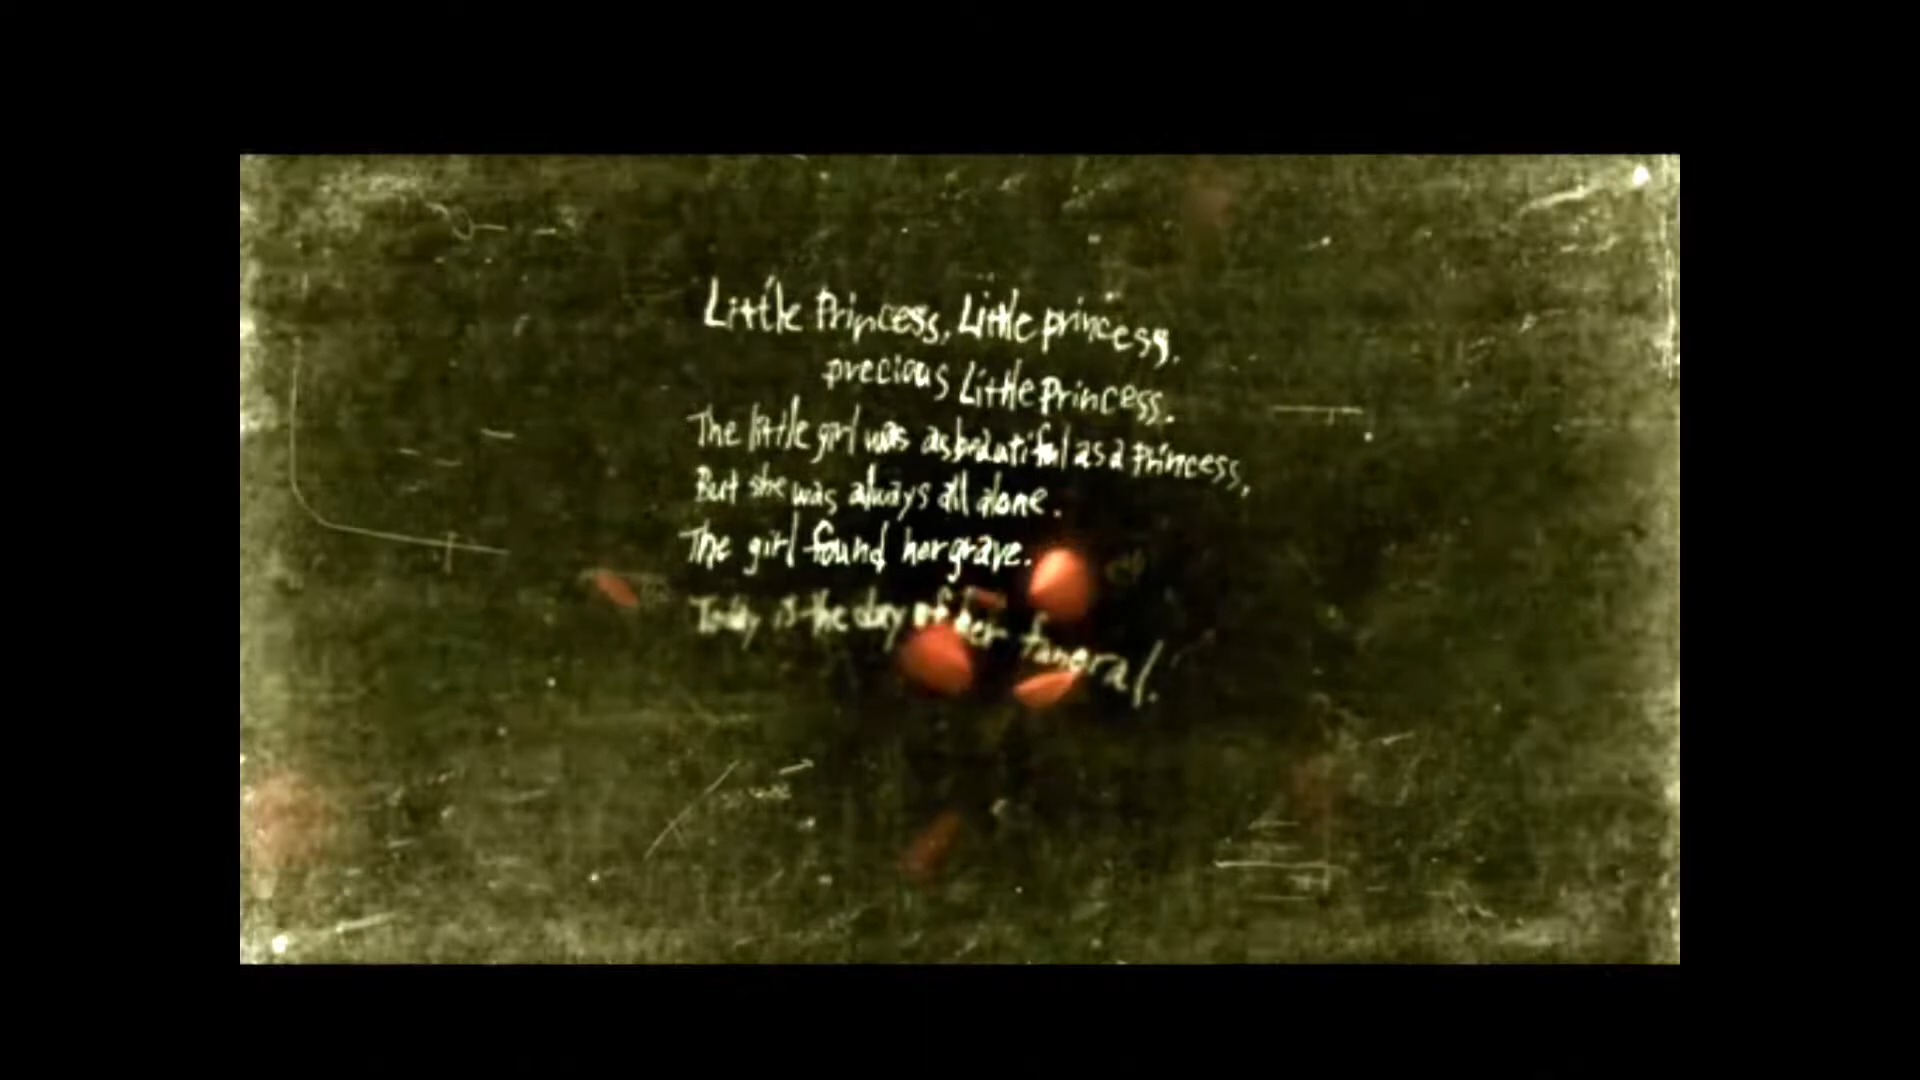 Little Princess, Little princess,
precious Little Princess.
The little girl was as beautiful as a Princess,
But she was always all alone.
The girl found her grave.
Today is the day of her funeral.